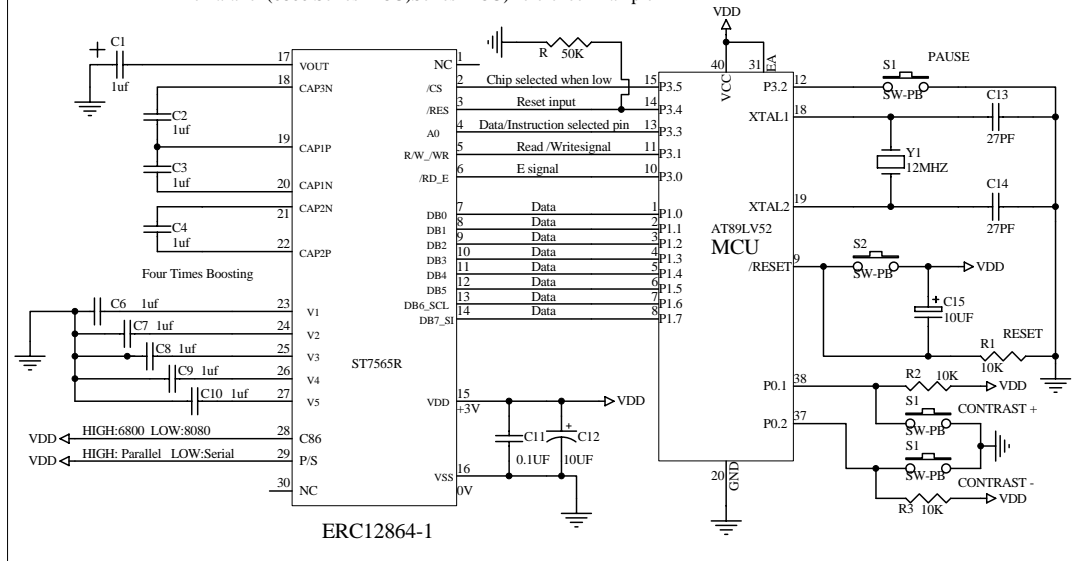 VDD
C1
1uf
17
VOUT
18
CAP3N
C2
1uf
19
CAP1P
C3
1uf
20
CAP1N
21
CAP2N
C4
1uf
22
CAP2P
Four Times Boosting
C6 1uf
23
V1
C7 1uf
24
V2
C8 1uf
25
V3
C9 1uf
26
V4
C10 1uf
27
V5
VDD
HIGH:6800 LOW:8080
28
C86
VDD
HIGH: Parallel LOW:Serial
29
P/S
30
NC
ST7565R
ERC12864-1
NC
1
/CS
2
Chip selected when low
15
P3.5
/RES
3
Reset input
14
P3.4
A0
4
Data/Instruction selected pin
13
P3.3
R/W_/WR
5
Read /Writesignal
11
P3.1
/RD_E
6
E signal
10
P3.0
R
50K
DB0
7
Data
1
P1.0
DB1
8
Data
2
P1.1
DB2
9
Data
3
P1.2
DB3
10
Data
4
P1.3
DB4
11
Data
5
P1.4
DB5
12
Data
6
P1.5
DB6_SCL
13
Data
7
P1.6
DB7_SI
14
Data
8
P1.7
VDD
15
+3V
VDD
C11
0.1UF
C12
10UF
VSS
16
0V
40
VCC
31
EA
AT89LV52
MCU
20
GND
12
P3.2
S1
SW-PB
PAUSE
18
XTAL1
C13
27PF
Y1
12MHZ
19
XTAL2
C14
27PF
9
/RESET
S2
SW-PB
VDD
C15
10UF
RESET
R1
10K
38
P0.1
R2 10K
VDD
S1
SW-PB
CONTRAST +
37
P0.2
S1
SW-PB
CONTRAST -
R3 10K
VDD